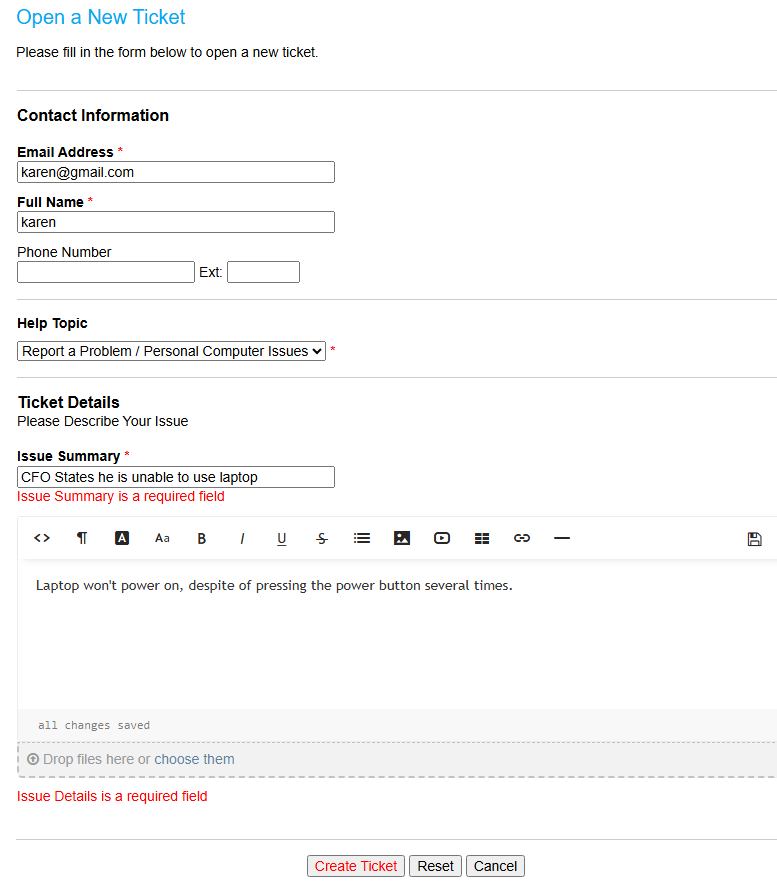 Open a New Ticket
Please fill in the form below to open a new ticket.
Contact Information
Email Address *
karen@gmail.com
Full Name *
karen
Phone Number
Ext:
Help Topic
Report a Problem / Personal Computer Issues *
Ticket Details
Please Describe Your Issue
Issue Summary *
CFO States he is unable to use laptop
Issue Summary is a required field
<> ¶ A Aa B I U S
Laptop won't power on, despite of pressing the power button several times.
all changes saved
Drop files here or choose them
Issue Details is a required field
Create Ticket Reset Cancel